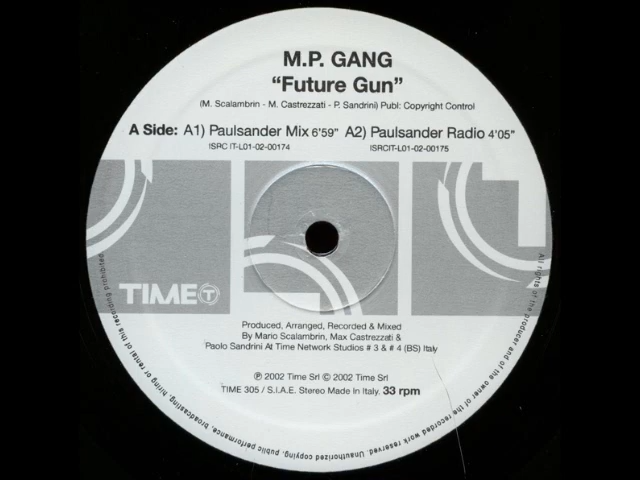 M.P. GANG
“Future Gun”
(M. Scalambrin - M. Castrezzati - P. Sandrini) Publ: Copyright Control
A Side: A1) Paulsander Mix 6'59" A2) Paulsander Radio 4'05"
ISRC IT-L01-02-00174 ISRCIT-L01-02-00175
TIME T
Produced, Arranged, Recorded & Mixed
By Mario Scalambrin, Max Castrezzati &
Paolo Sandrini At Time Network Studios # 3 & # 4 (BS) Italy
℗ 2002 Time Srl © 2002 Time Srl
TIME 305 / S.I.A.E. Stereo Made In Italy. 33 rpm
All rights of the producer and of the owner of the recorded work reserved. Unauthorized copying, public performance, broadcasting, hiring or rental of this recording prohibited.